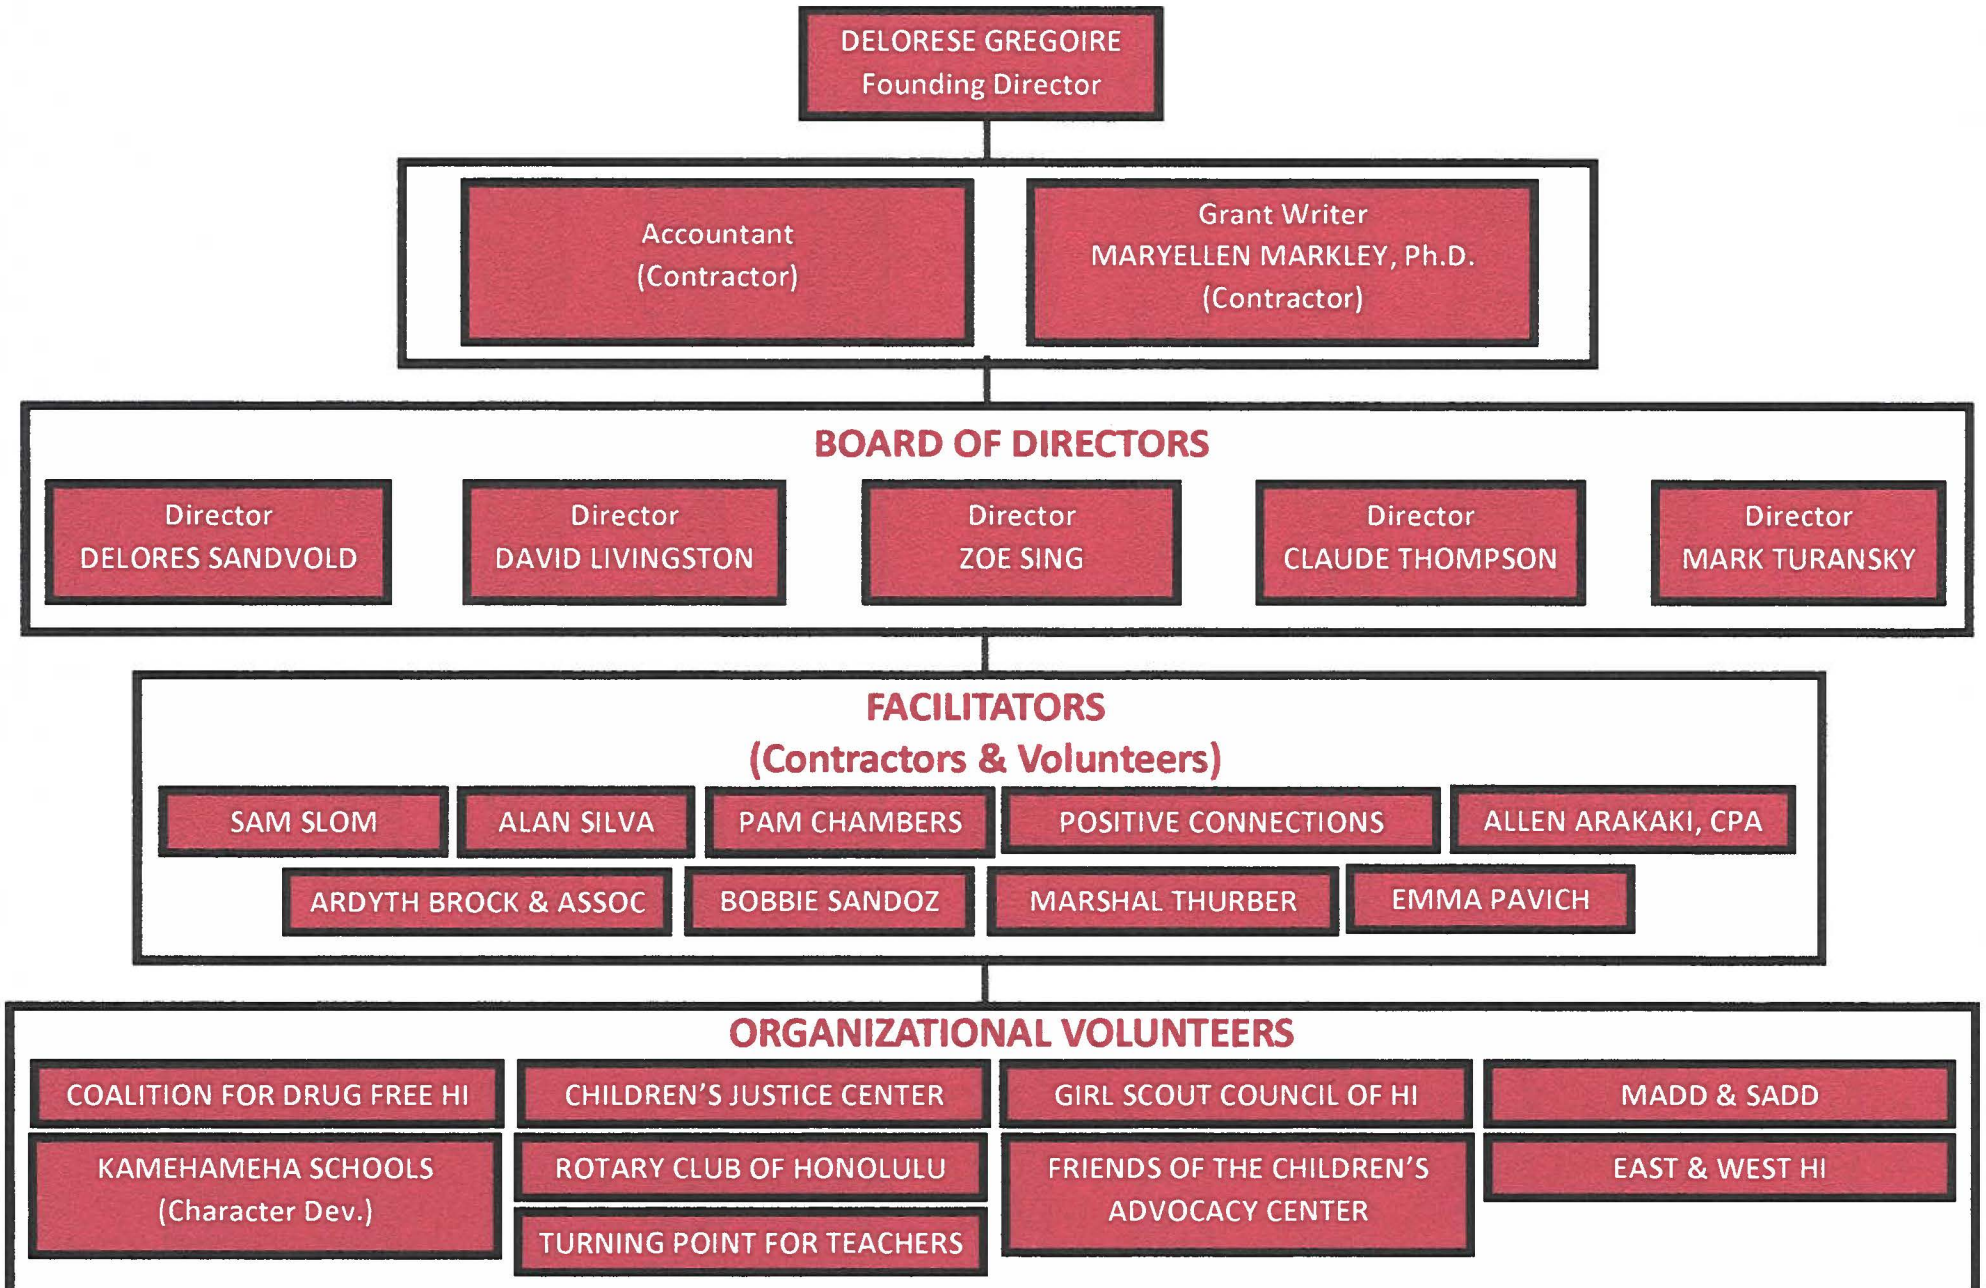 DELORESE GREGOIRE
Founding Director
Accountant
(Contractor)
Grant Writer
MARYELLEN MARKLEY, Ph.D.
(Contractor)
BOARD OF DIRECTORS
Director
DELORES SANDVOLD
Director
DAVID LIVINGSTON
Director
ZOE SING
Director
CLAUDE THOMPSON
Director
MARK TURANSKY
FACILITATORS
(Contractors & Volunteers)
SAM SLOM
ALAN SILVA
PAM CHAMBERS
POSITIVE CONNECTIONS
ALLEN ARAKAKI, CPA
ARDYTH BROCK & ASSOC
BOBBIE SANDOZ
MARSHAL THURBER
EMMA PAVICH
ORGANIZATIONAL VOLUNTEERS
COALITION FOR DRUG FREE HI
CHILDREN'S JUSTICE CENTER
GIRL SCOUT COUNCIL OF HI
MADD & SADD
KAMEHAMEHA SCHOOLS
(Character Dev.)
ROTARY CLUB OF HONOLULU
TURNING POINT FOR TEACHERS
FRIENDS OF THE CHILDREN'S
ADVOCACY CENTER
EAST & WEST HI